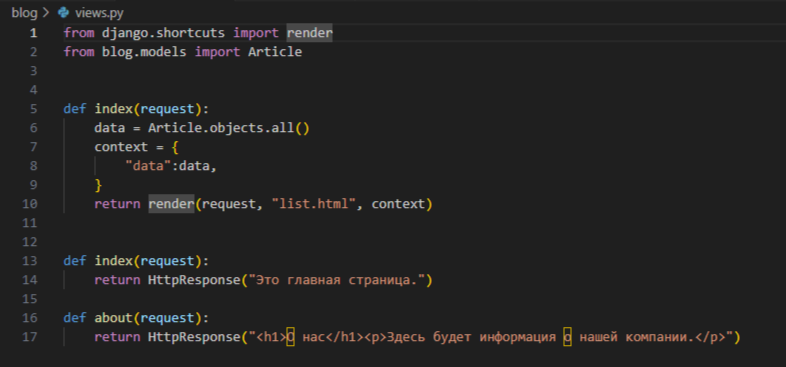 blog > views.py
1 from django.shortcuts import render
2 from blog.models import Article
3
4
5 def index(request):
6     data = Article.objects.all()
7     context = {
8         "data":data,
9     }
10     return render(request, "list.html", context)
11
12
13 def index(request):
14     return HttpResponse("Это главная страница.")
15
16 def about(request):
17     return HttpResponse("<h1>О нас</h1><p>Здесь будет информация о нашей компании.</p>")